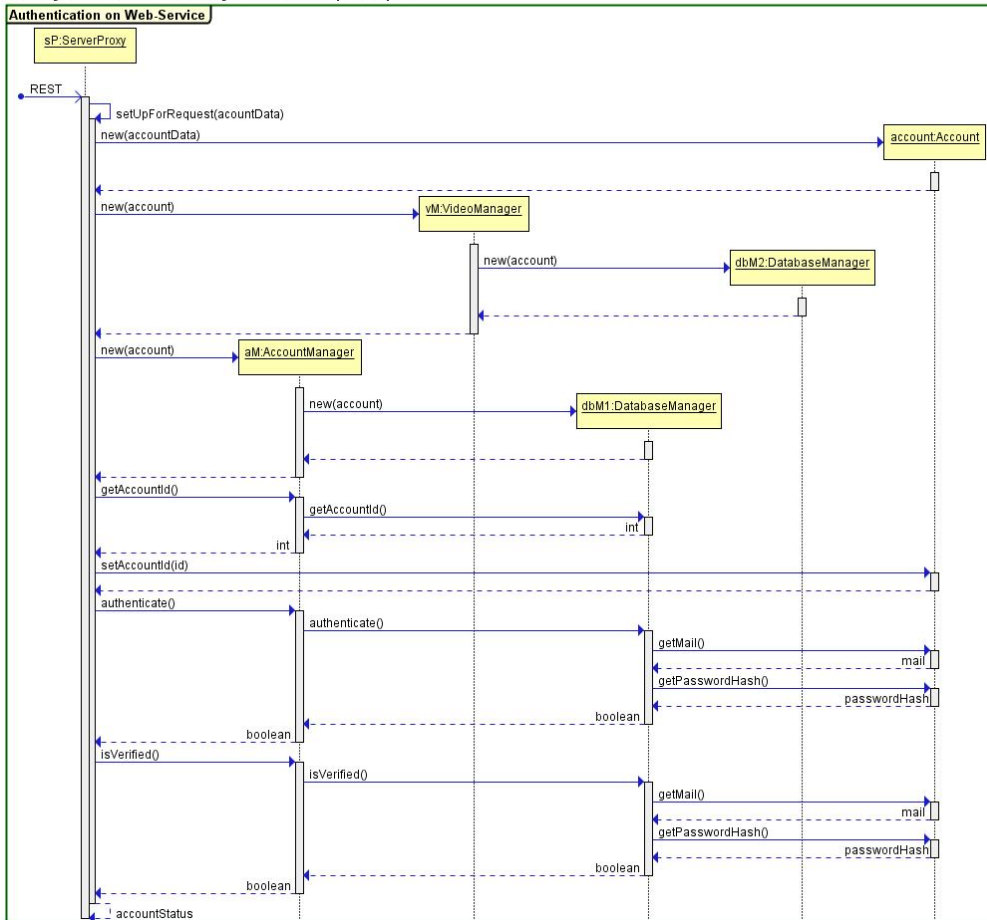 Authentication on Web-Service
sP:ServerProxy
REST
setUpForRequest(acountData)
new(accountData)
account:Account
new(account)
vM:VideoManager
new(account)
dbM2:DatabaseManager
new(account)
aM:AccountManager
new(account)
dbM1:DatabaseManager
getAccountId()
getAccountId()
int
int
setAccountId(id)
authenticate()
authenticate()
getMail()
mail
getPasswordHash()
passwordHash
boolean
boolean
isVerified()
isVerified()
getMail()
mail
getPasswordHash()
passwordHash
boolean
boolean
accountStatus